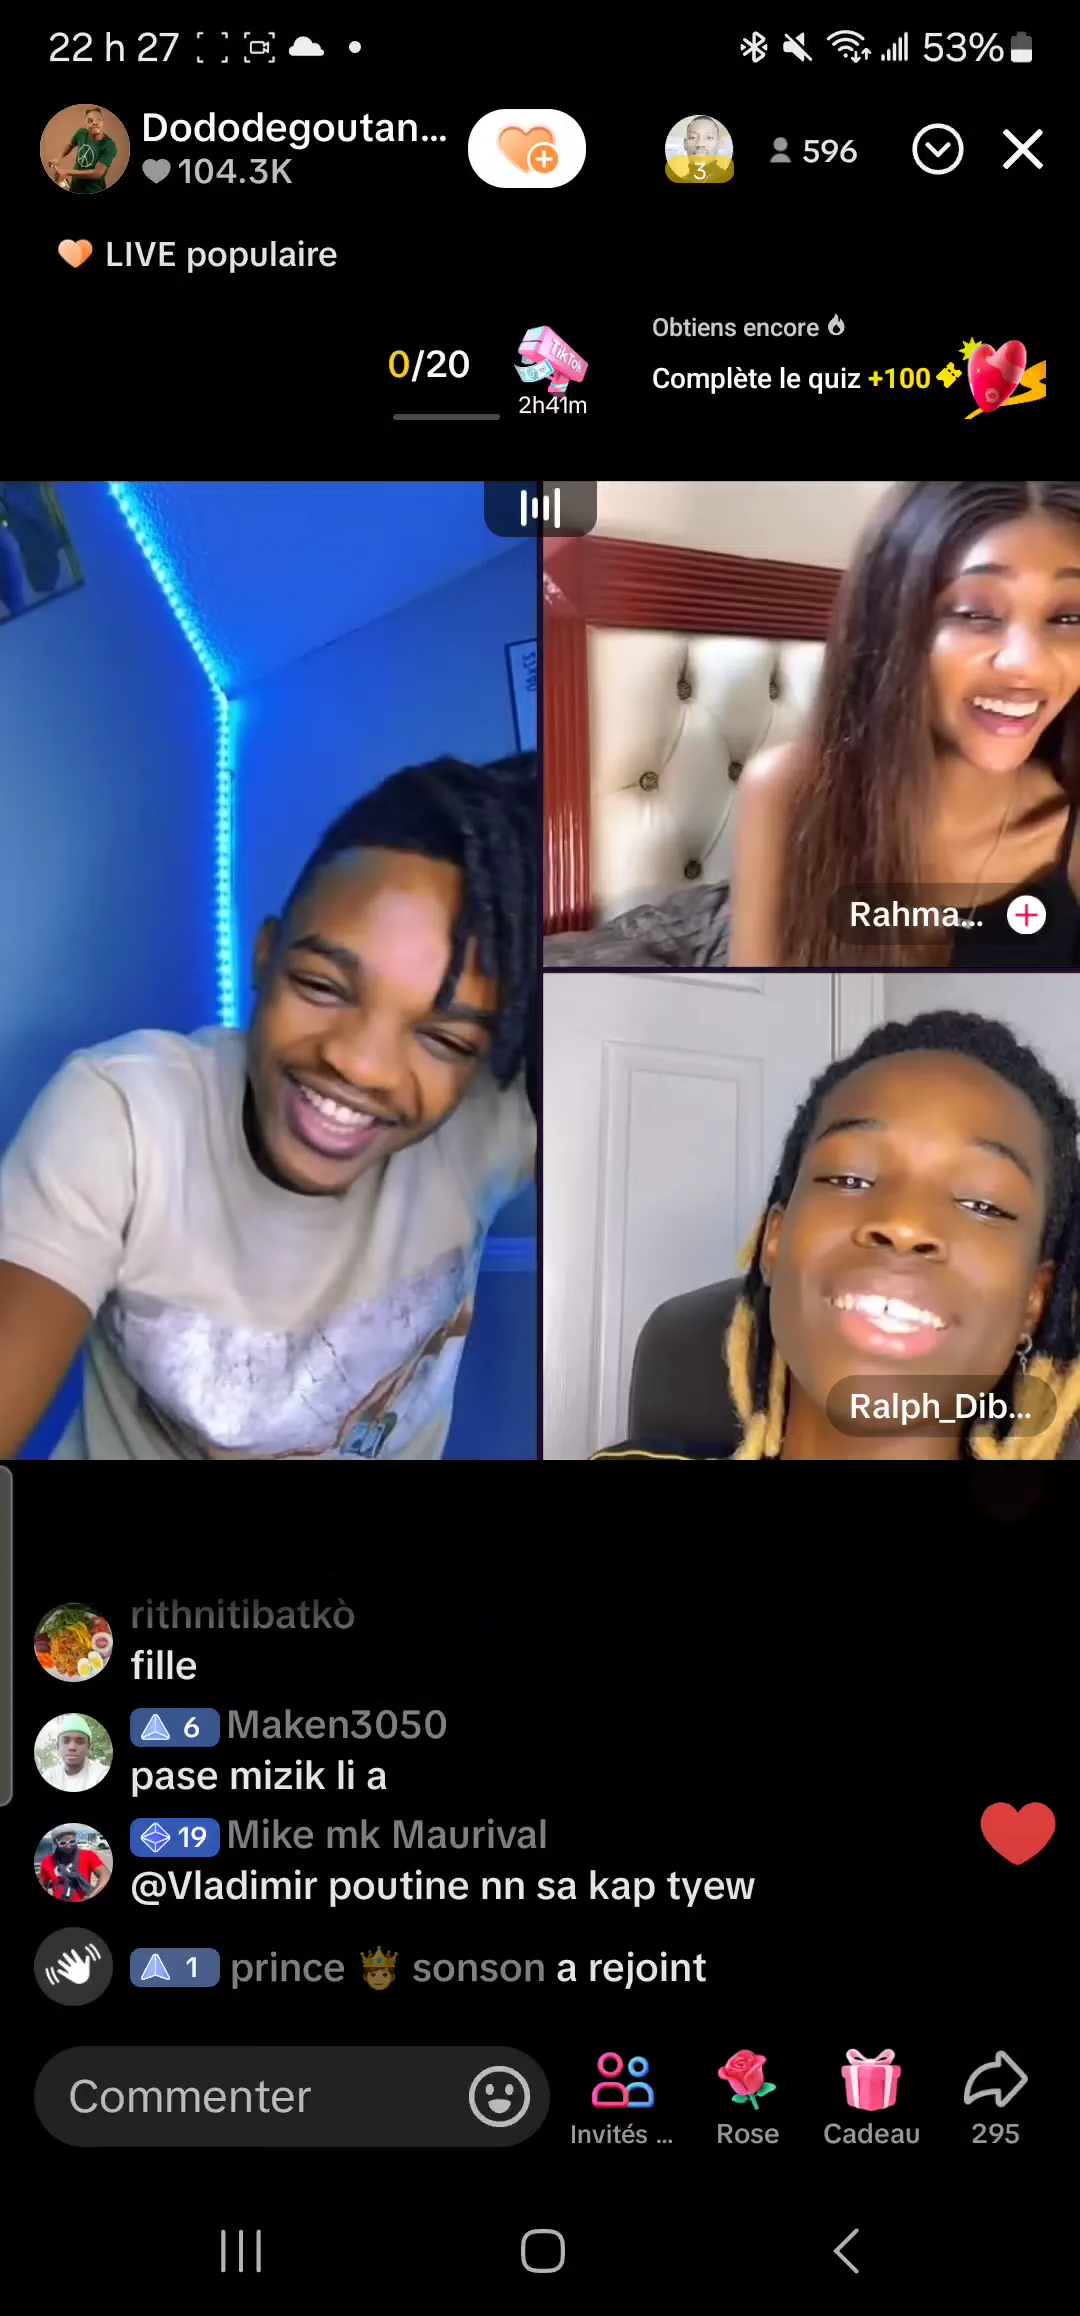 22 h 27
53%
Dododegoutan...
104.3K
3
596
LIVE populaire
0/20
TikTok
2h41m
Obtiens encore
Complète le quiz +100
Rahma...
Ralph_Dib...
rithnitibatkò
fille
6 Maken3050
pase mizik li a
19 Mike mk Maurival
@Vladimir poutine nn sa kap tyew
1 prince 🤴 sonson a rejoint
Commenter
Invités ...
Rose
Cadeau
295